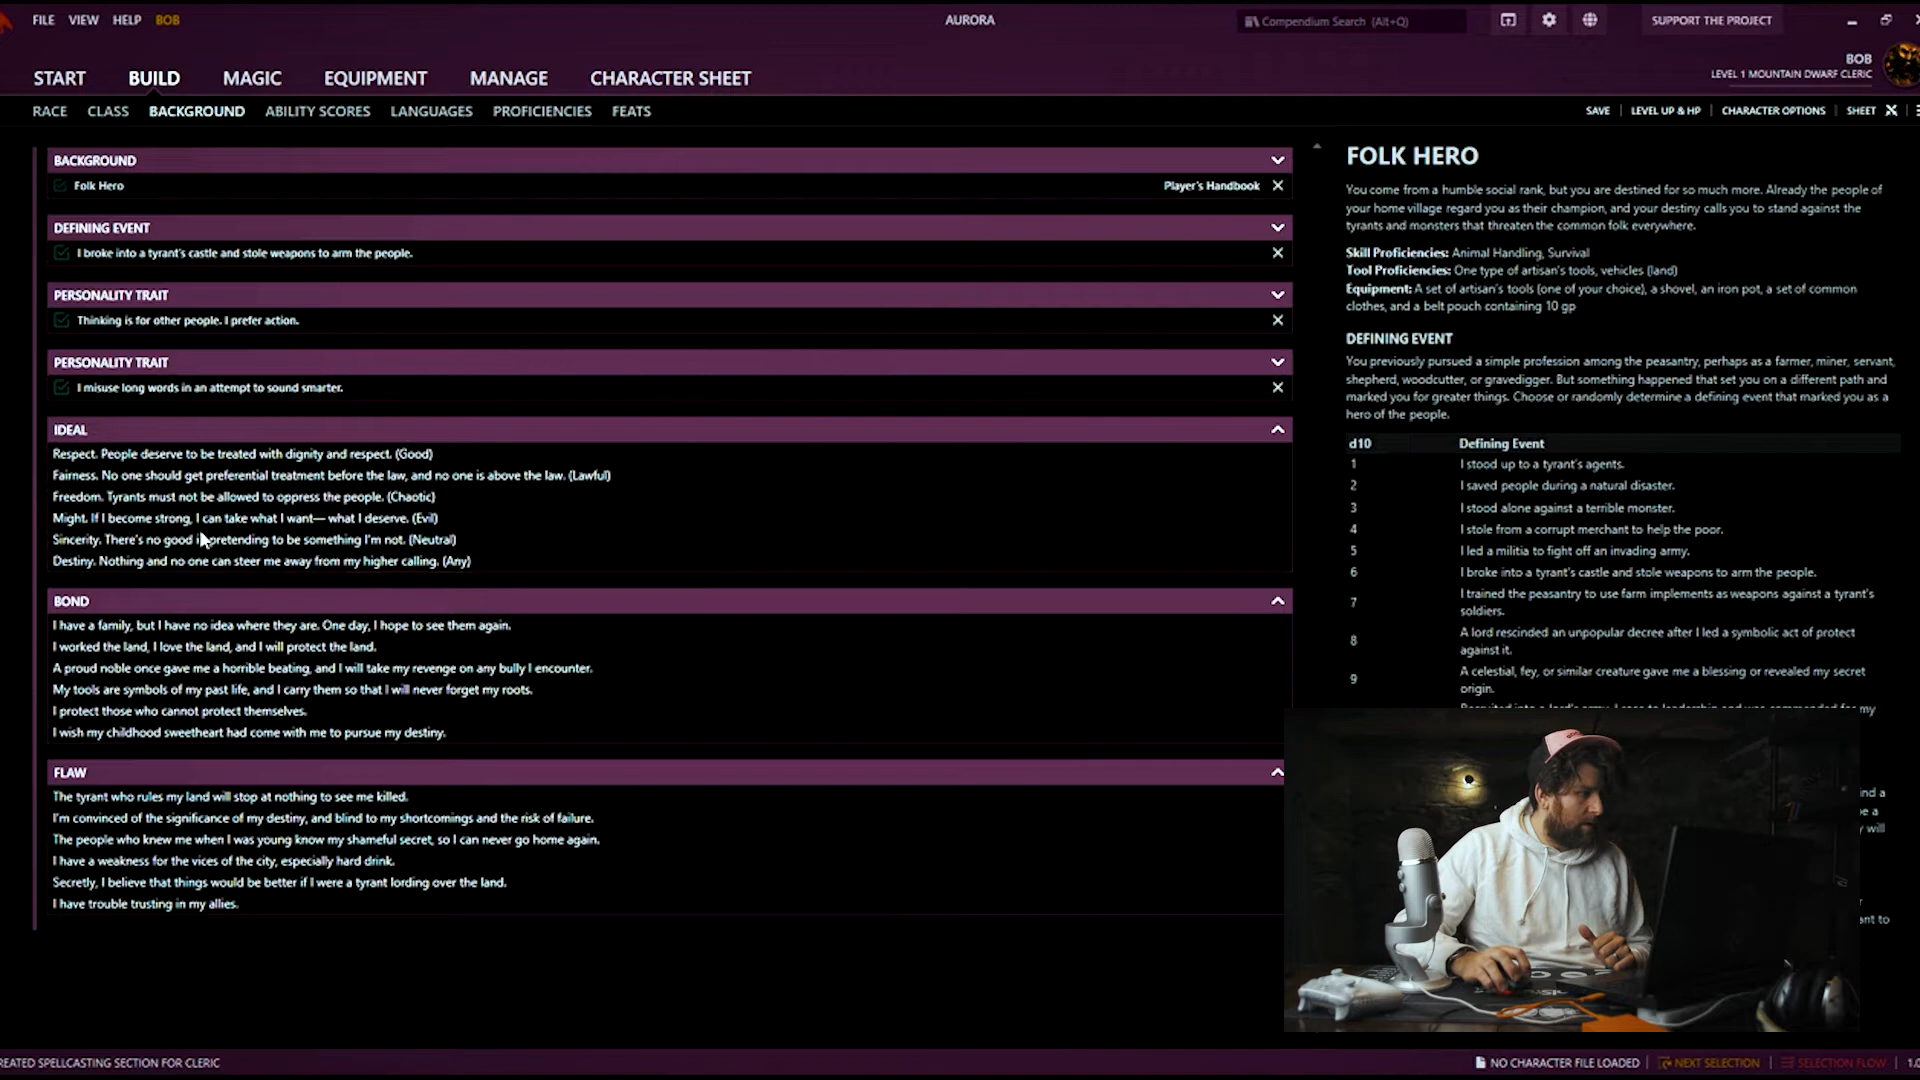 FILE VIEW HELP BOB
AURORA
Compendium Search (Alt+Q)
SUPPORT THE PROJECT
START BUILD MAGIC EQUIPMENT MANAGE CHARACTER SHEET
BOB
LEVEL 1 MOUNTAIN DWARF CLERIC
RACE CLASS BACKGROUND ABILITY SCORES LANGUAGES PROFICIENCIES FEATS
SAVE LEVEL UP & HP CHARACTER OPTIONS SHEET
BACKGROUND
Folk Hero Player's Handbook
DEFINING EVENT
I broke into a tyrant's castle and stole weapons to arm the people.
PERSONALITY TRAIT
Thinking is for other people. I prefer action.
PERSONALITY TRAIT
I misuse long words in an attempt to sound smarter.
IDEAL
Respect. People deserve to be treated with dignity and respect. (Good)
Fairness. No one should get preferential treatment before the law, and no one is above the law. (Lawful)
Freedom. Tyrants must not be allowed to oppress the people. (Chaotic)
Might. If I become strong, I can take what I want— what I deserve. (Evil)
Sincerity. There's no good pretending to be something I'm not. (Neutral)
Destiny. Nothing and no one can steer me away from my higher calling. (Any)
BOND
I have a family, but I have no idea where they are. One day, I hope to see them again.
I worked the land, I love the land, and I will protect the land.
A proud noble once gave me a horrible beating, and I will take my revenge on any bully I encounter.
My tools are symbols of my past life, and I carry them so that I will never forget my roots.
I protect those who cannot protect themselves.
I wish my childhood sweetheart had come with me to pursue my destiny.
FLAW
The tyrant who rules my land will stop at nothing to see me killed.
I'm convinced of the significance of my destiny, and blind to my shortcomings and the risk of failure.
The people who knew me when I was young know my shameful secret, so I can never go home again.
I have a weakness for the vices of the city, especially hard drink.
Secretly, I believe that things would be better if I were a tyrant lording over the land.
I have trouble trusting in my allies.
FOLK HERO
You come from a humble social rank, but you are destined for so much more. Already the people of
your home village regard you as their champion, and your destiny calls you to stand against the
tyrants and monsters that threaten the common folk everywhere.
Skill Proficiencies: Animal Handling, Survival
Tool Proficiencies: One type of artisan's tools, vehicles (land)
Equipment: A set of artisan's tools (one of your choice), a shovel, an iron pot, a set of common
clothes, and a belt pouch containing 10 gp
DEFINING EVENT
You previously pursued a simple profession among the peasantry, perhaps as a farmer, miner, servant,
shepherd, woodcutter, or gravedigger. But something happened that set you on a different path and
marked you for greater things. Choose or randomly determine a defining event that marked you as a
hero of the people.
d10 Defining Event
1 I stood up to a tyrant's agents.
2 I saved people during a natural disaster.
3 I stood alone against a terrible monster.
4 I stole from a corrupt merchant to help the poor.
5 I led a militia to fight off an invading army.
6 I broke into a tyrant's castle and stole weapons to arm the people.
7 I trained the peasantry to use farm implements as weapons against a tyrant's
soldiers.
8 A lord rescinded an unpopular decree after I led a symbolic act of protect
against it.
9 A celestial, fey, or similar creature gave me a blessing or revealed my secret
origin.
my
will
ant to
SPELLCASTING SECTION FOR CLERIC
NO CHARACTER FILE LOADED NEXT SELECTION SELECTION FLOW